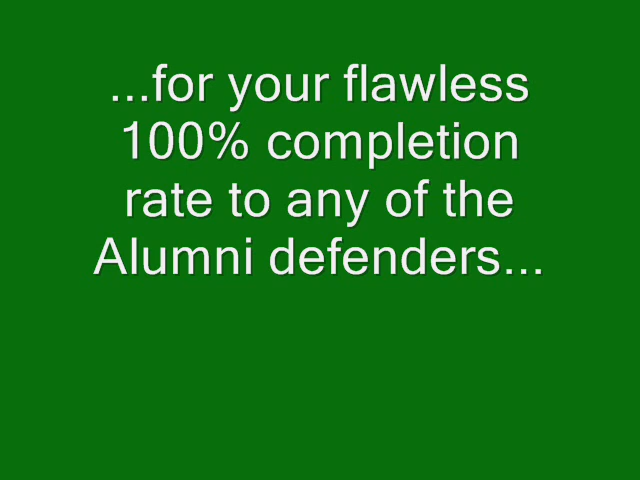 ...for your flawless
100% completion
rate to any of the
Alumni defenders...